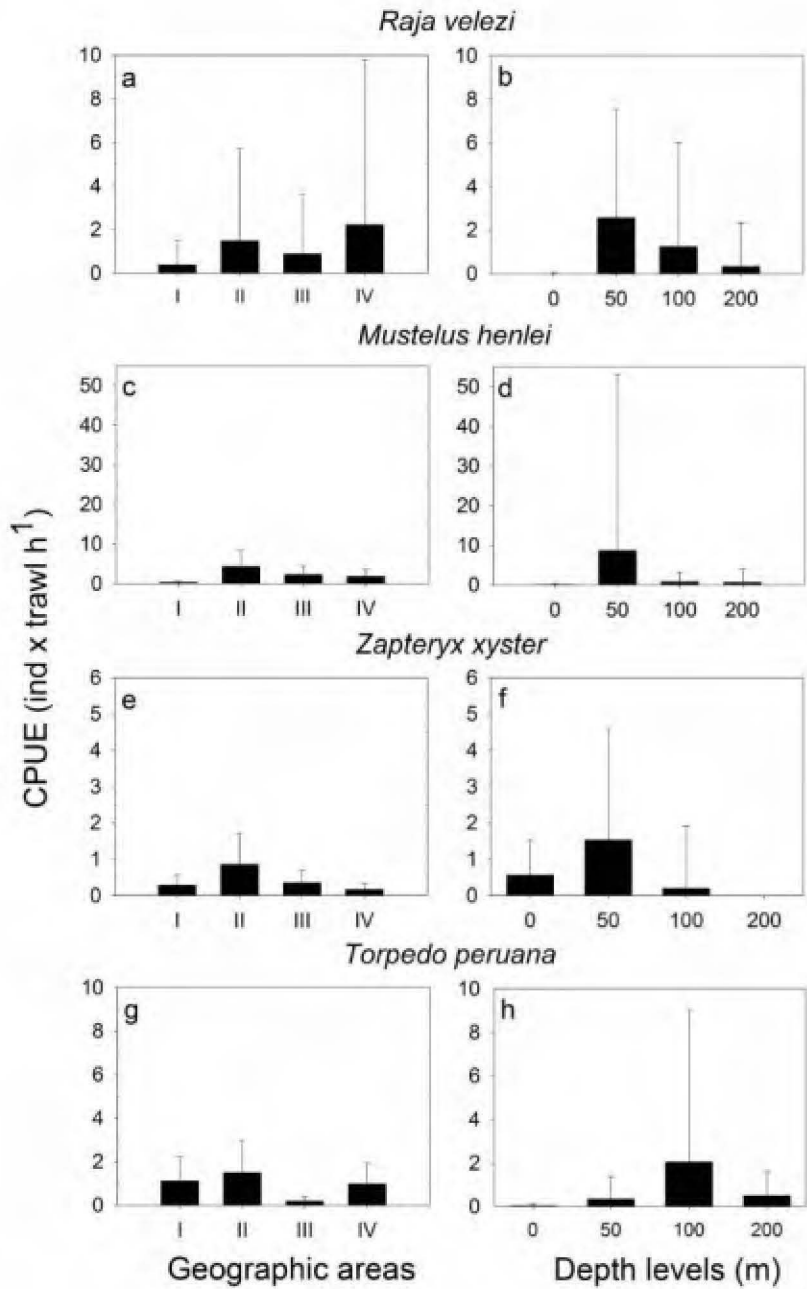 Raja velezi
a
b
10
8
6
4
2
0
I II III IV
10
8
6
4
2
0
0 50 100 200
Mustelus henlei
c
d
50
40
30
20
10
0
I II III IV
50
40
30
20
10
0
0 50 100 200
Zapteryx xyster
e
f
6
5
4
3
2
1
0
I II III IV
6
5
4
3
2
1
0
0 50 100 200
Torpedo peruana
g
h
10
8
6
4
2
0
I II III IV
10
8
6
4
2
0
0 50 100 200
CPUE (ind x trawl h¹)
Geographic areas
Depth levels (m)